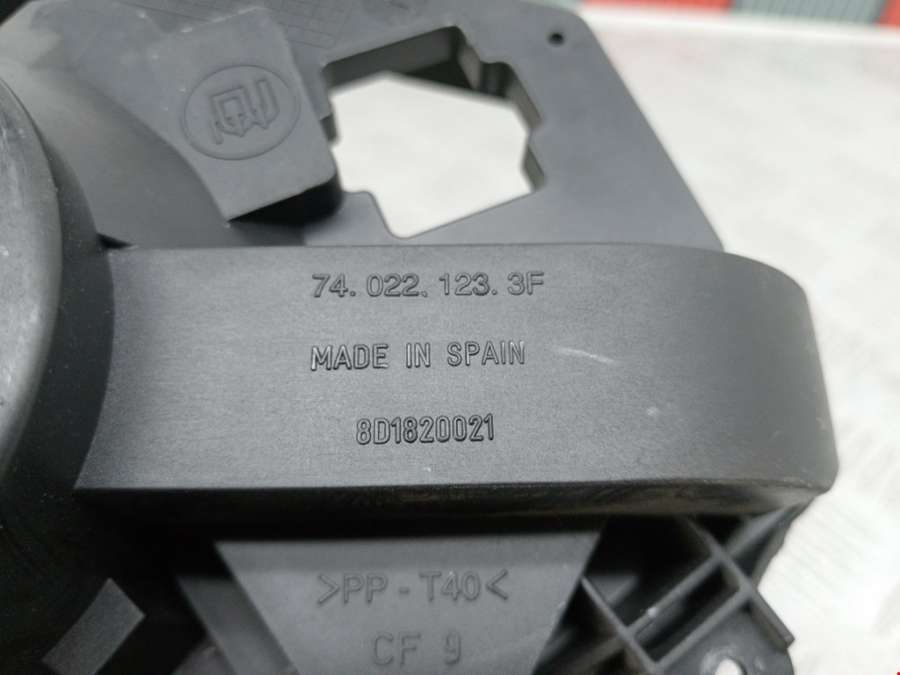 74. 022. 123. 3F
MADE IN SPAIN
8D1820021
>PP - T40<
CF 9